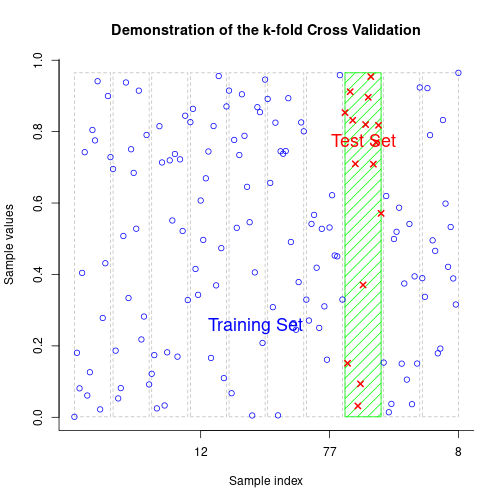 Demonstration of the k-fold Cross Validation
1.0
0.8
Test Set
0.6
Sample values
0.4
Training Set
0.2
0.0
12
77
8
Sample index